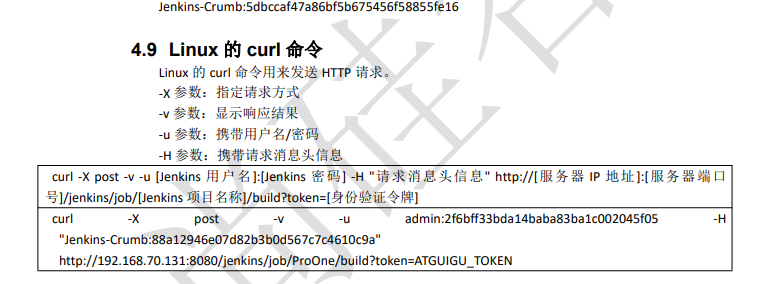 Jenkins-Crumb:5dbccaf47a86bf5b675456f58855fe16
4.9 Linux 的 curl 命令
Linux 的 curl 命令用来发送 HTTP 请求。
-X 参数：指定请求方式
-v 参数：显示响应结果
-u 参数：携带用户名/密码
-H 参数：携带请求消息头信息
curl -X post -v -u [Jenkins 用户名]:[Jenkins 密码] -H "请求消息头信息" http://[服务器 IP 地址]:[服务器端口
号]/jenkins/job/[Jenkins 项目名称]/build?token=[身份验证令牌]
curl -X post -v -u admin:2f6bff33bda14baba83ba1c002045f05 -H
"Jenkins-Crumb:88a12946e07d82b3b0d567c7c4610c9a"
http://192.168.70.131:8080/jenkins/job/ProOne/build?token=ATGUIGU_TOKEN